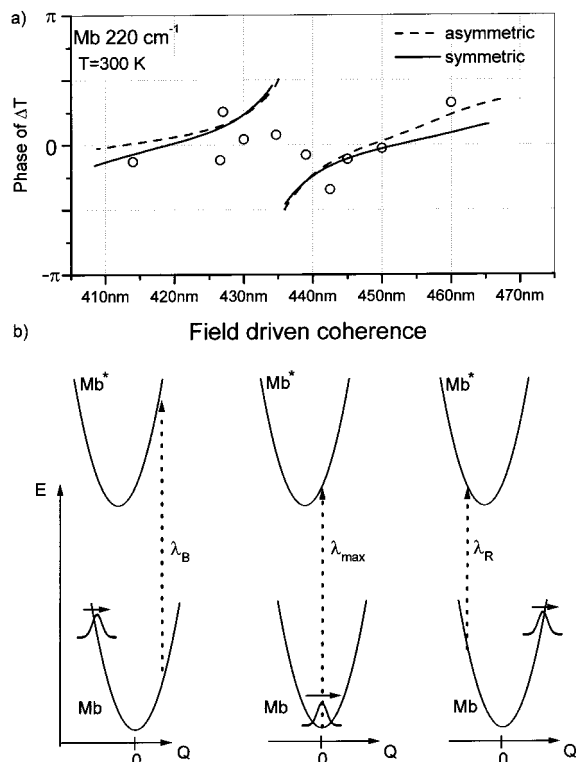 a)
π
Mb 220 cm⁻¹
T=300 K
asymmetric
symmetric
Phase of ΔT
0
-π
410nm 420nm 430nm 440nm 450nm 460nm 470nm
b) Field driven coherence
Mb* Mb* Mb*
E
λB λmax λR
Mb Mb Mb
0 Q 0 Q 0 Q